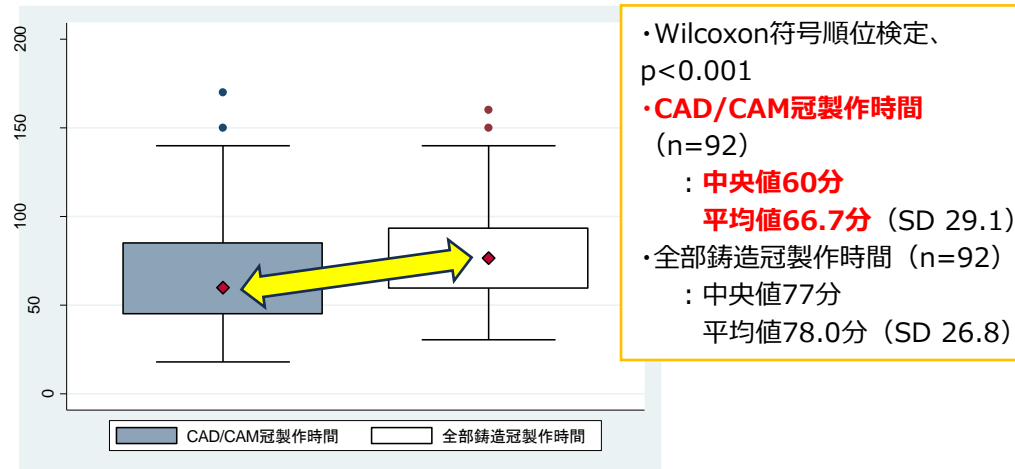 200
150
100
50
0
CAD/CAM冠製作時間
全部鋳造冠製作時間
・Wilcoxon符号順位検定、
p<0.001
・CAD/CAM冠製作時間
（n=92）
：中央値60分
平均値66.7分（SD 29.1）
・全部鋳造冠製作時間（n=92）
：中央値77分
平均値78.0分（SD 26.8）